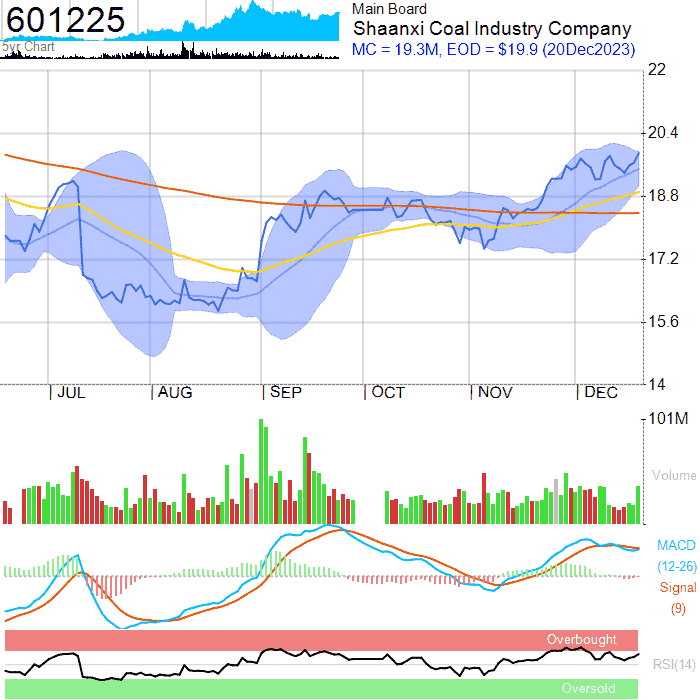 601225
5yr Chart
Main Board
Shaanxi Coal Industry Company
MC = 19.3M, EOD = $19.9 (20Dec2023)
22
20.4
18.8
17.2
15.6
14
JUL AUG SEP OCT NOV DEC
101M
Volume
MACD
(12-26)
Signal
(9)
Overbought
RSI(14)
Oversold